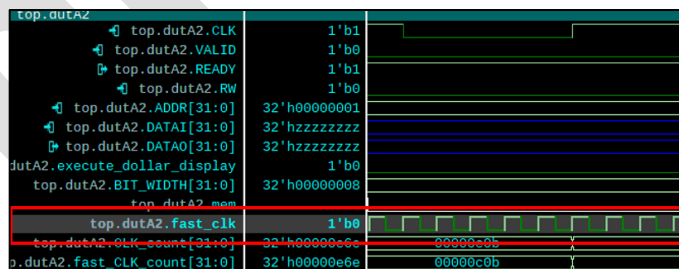 top.dutA2
top.dutA2.CLK 1'b1
top.dutA2.VALID 1'b0
top.dutA2.READY 1'b1
top.dutA2.RW 1'b0
top.dutA2.ADDR[31:0] 32'h00000001
top.dutA2.DATAI[31:0] 32'hzzzzzzzz
top.dutA2.DATAO[31:0] 32'hzzzzzzzz
dutA2.execute_dollar_display 1'b0
top.dutA2.BIT_WIDTH[31:0] 32'h00000008
top.dutA2.mem
top.dutA2.fast_clk 1'b0
top.dutA2.CLK_count[31:0] 32'h00000e6e 00000c0b
p.dutA2.fast_CLK_count[31:0] 32'h00000e6e 00000c0b